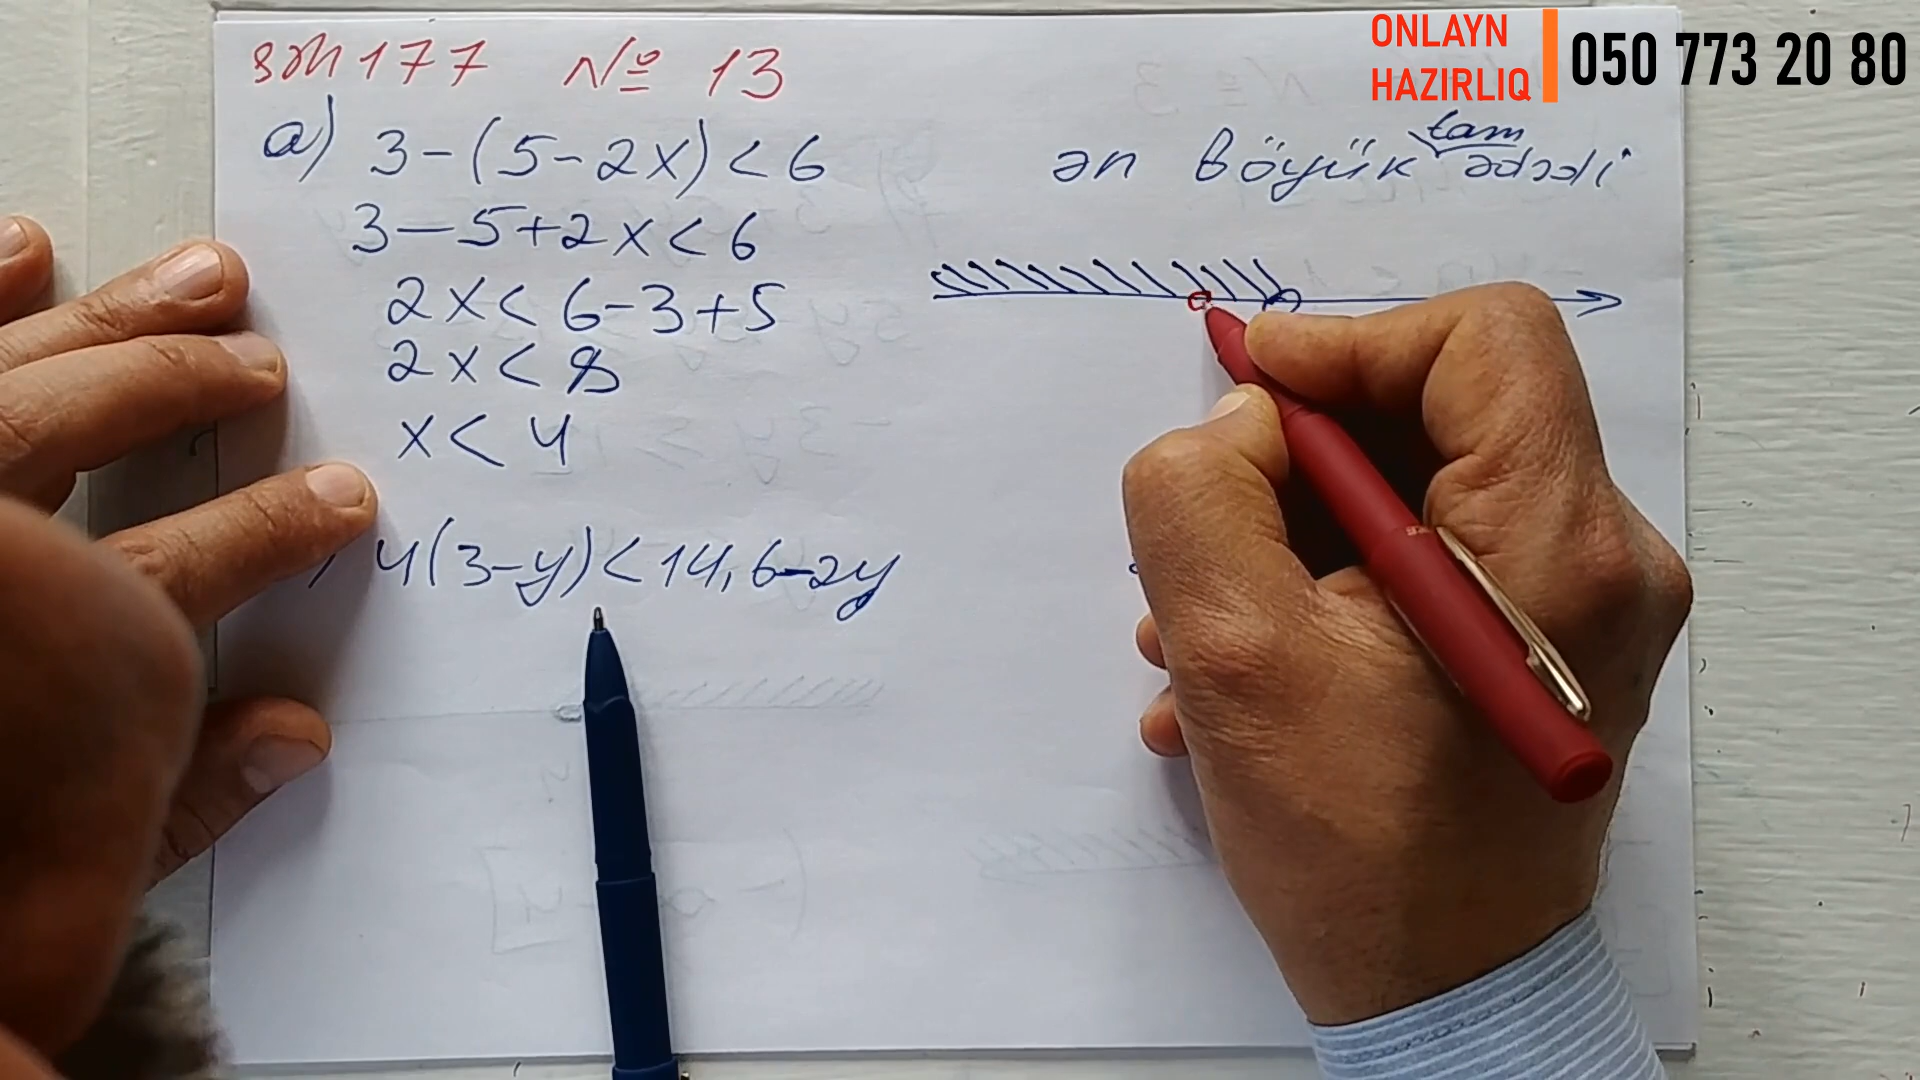 ONLAYN
HAZIRLIQ
050 773 20 80
səh 177 № 13
a) 3-(5-2x)<6
3-5+2x<6
2x<6-3+5
2x<8
x<4
ən böyük tam ədədi
) 4(3-y)<14,6-2y